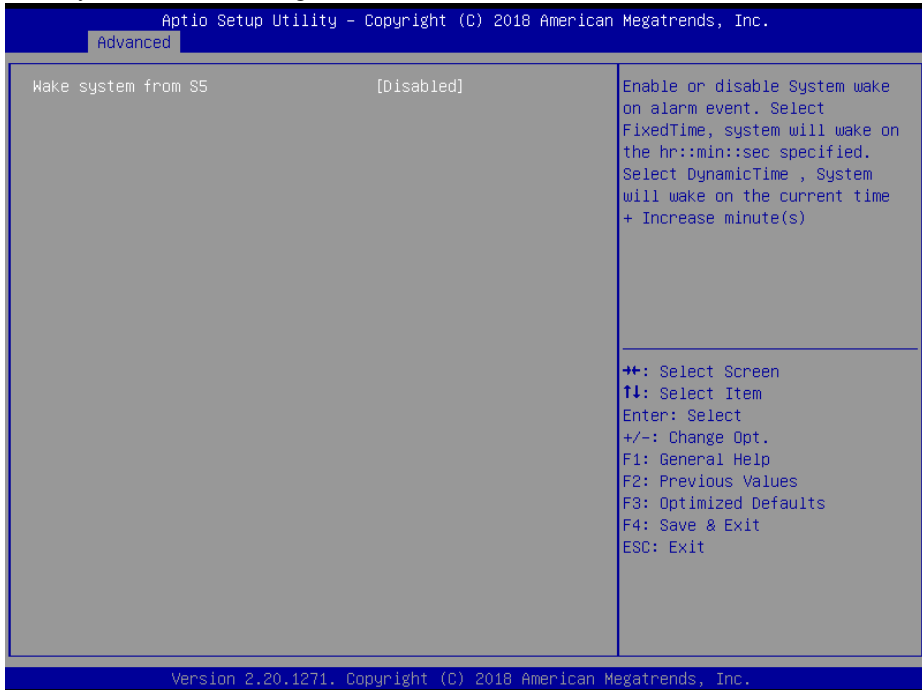 Aptio Setup Utility – Copyright (C) 2018 American Megatrends, Inc.
Advanced
Wake system from S5 [Disabled]
Enable or disable System wake
on alarm event. Select
FixedTime, system will wake on
the hr::min::sec specified.
Select DynamicTime , System
will wake on the current time
+ Increase minute(s)
→←: Select Screen
↑↓: Select Item
Enter: Select
+/-: Change Opt.
F1: General Help
F2: Previous Values
F3: Optimized Defaults
F4: Save & Exit
ESC: Exit
Version 2.20.1271. Copyright (C) 2018 American Megatrends, Inc.